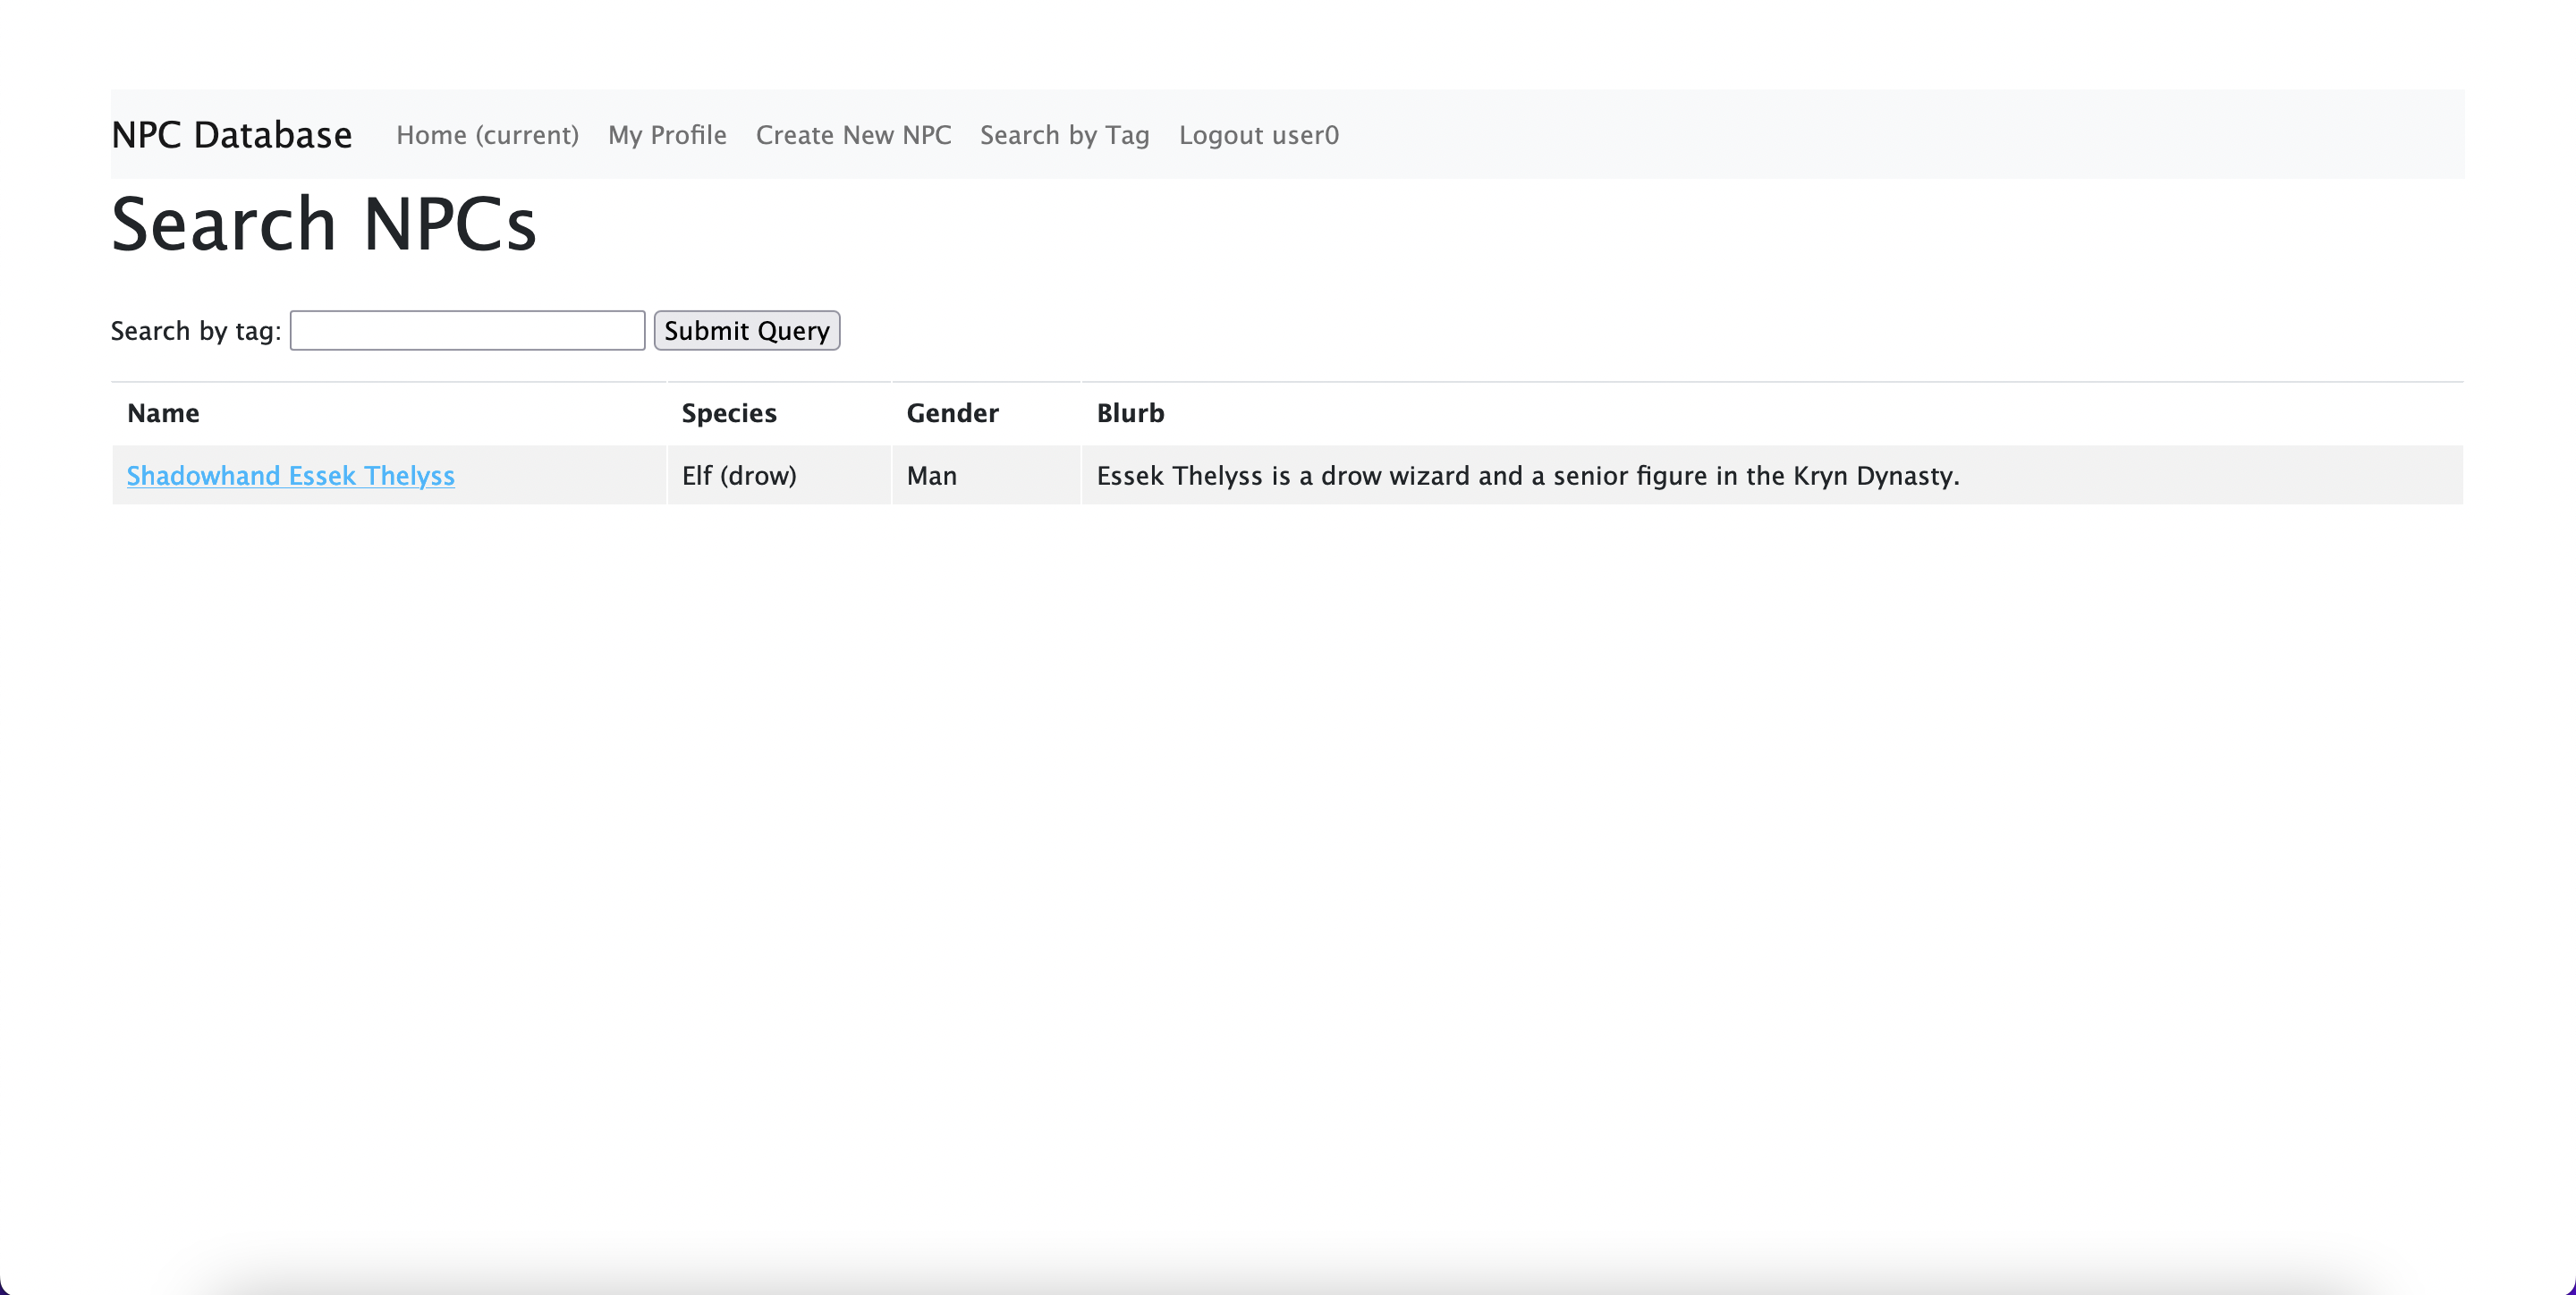 NPC Database Home (current) My Profile Create New NPC Search by Tag Logout user0
Search NPCs
Search by tag: Submit Query
Name Species Gender Blurb
Shadowhand Essek Thelyss Elf (drow) Man Essek Thelyss is a drow wizard and a senior figure in the Kryn Dynasty.